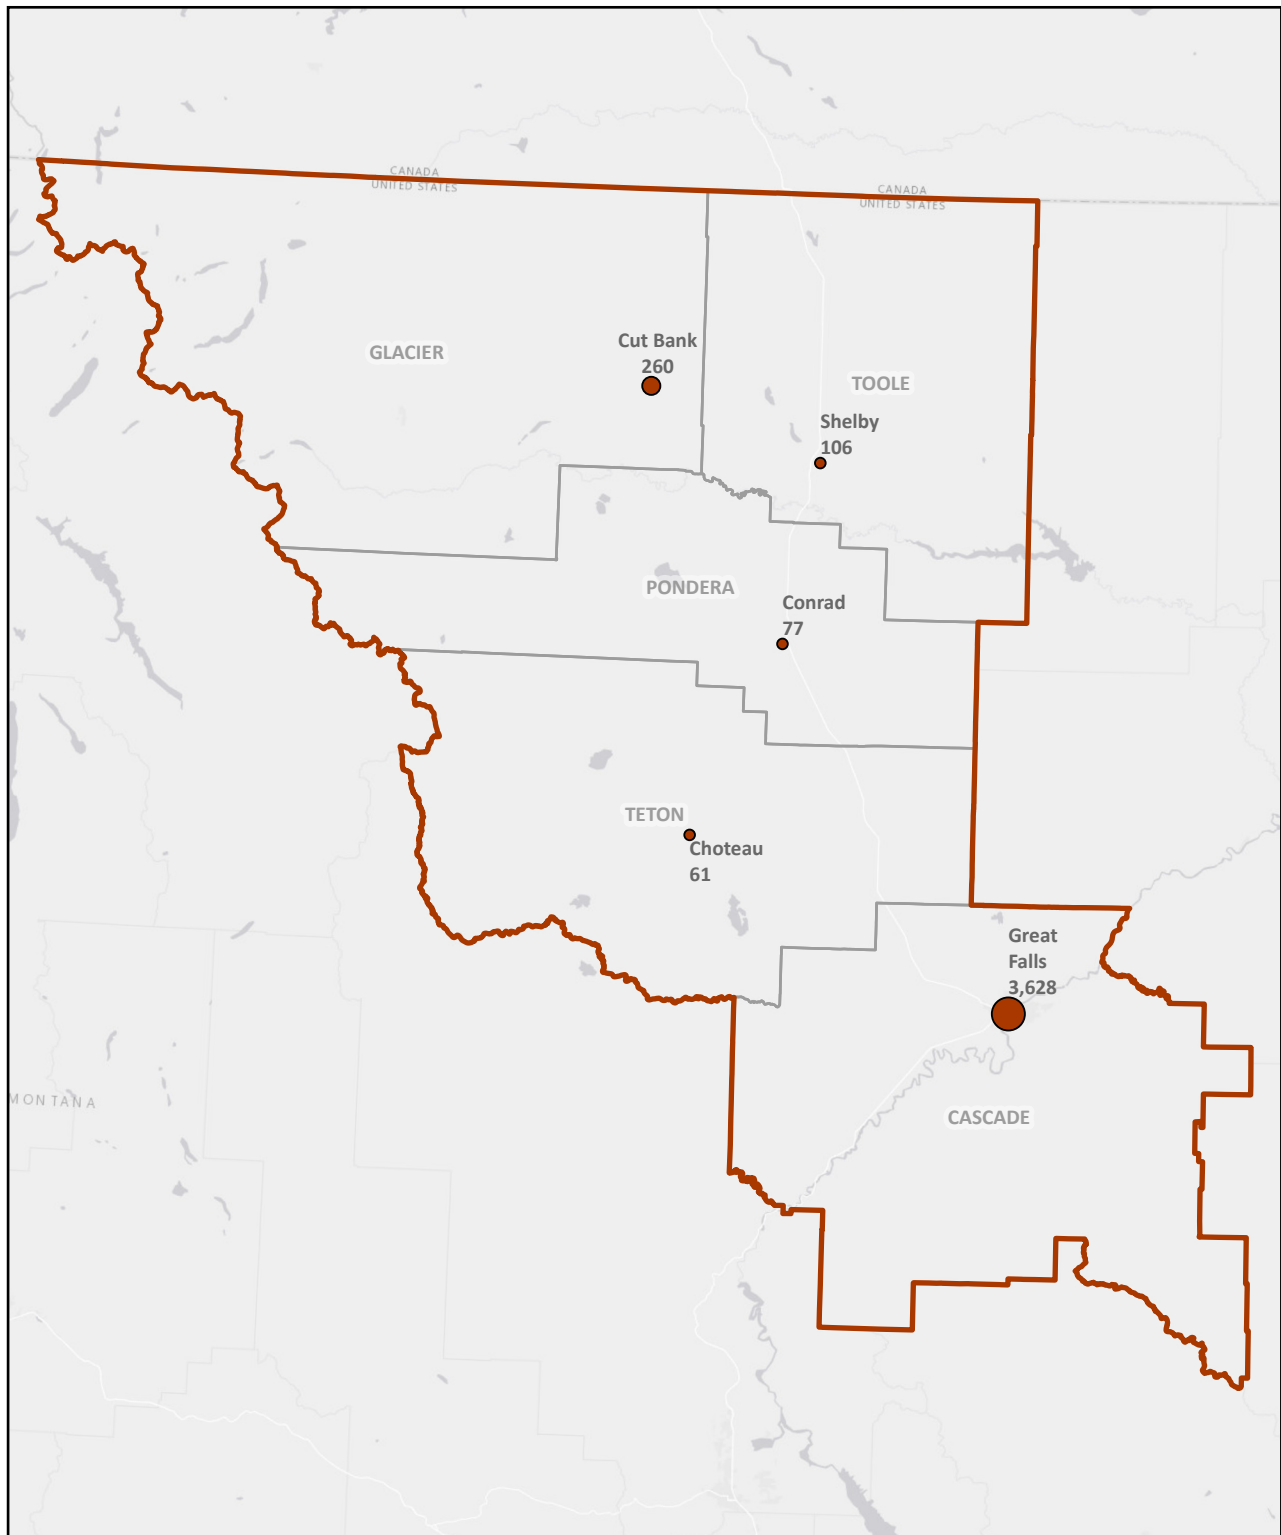 CANADA
UNITED STATES
CANADA
UNITED STATES
Cut Bank
260
GLACIER
TOOLE
Shelby
106
PONDERA
Conrad
77
TETON
Choteau
61
Great
Falls
3,628
MONTANA
CASCADE